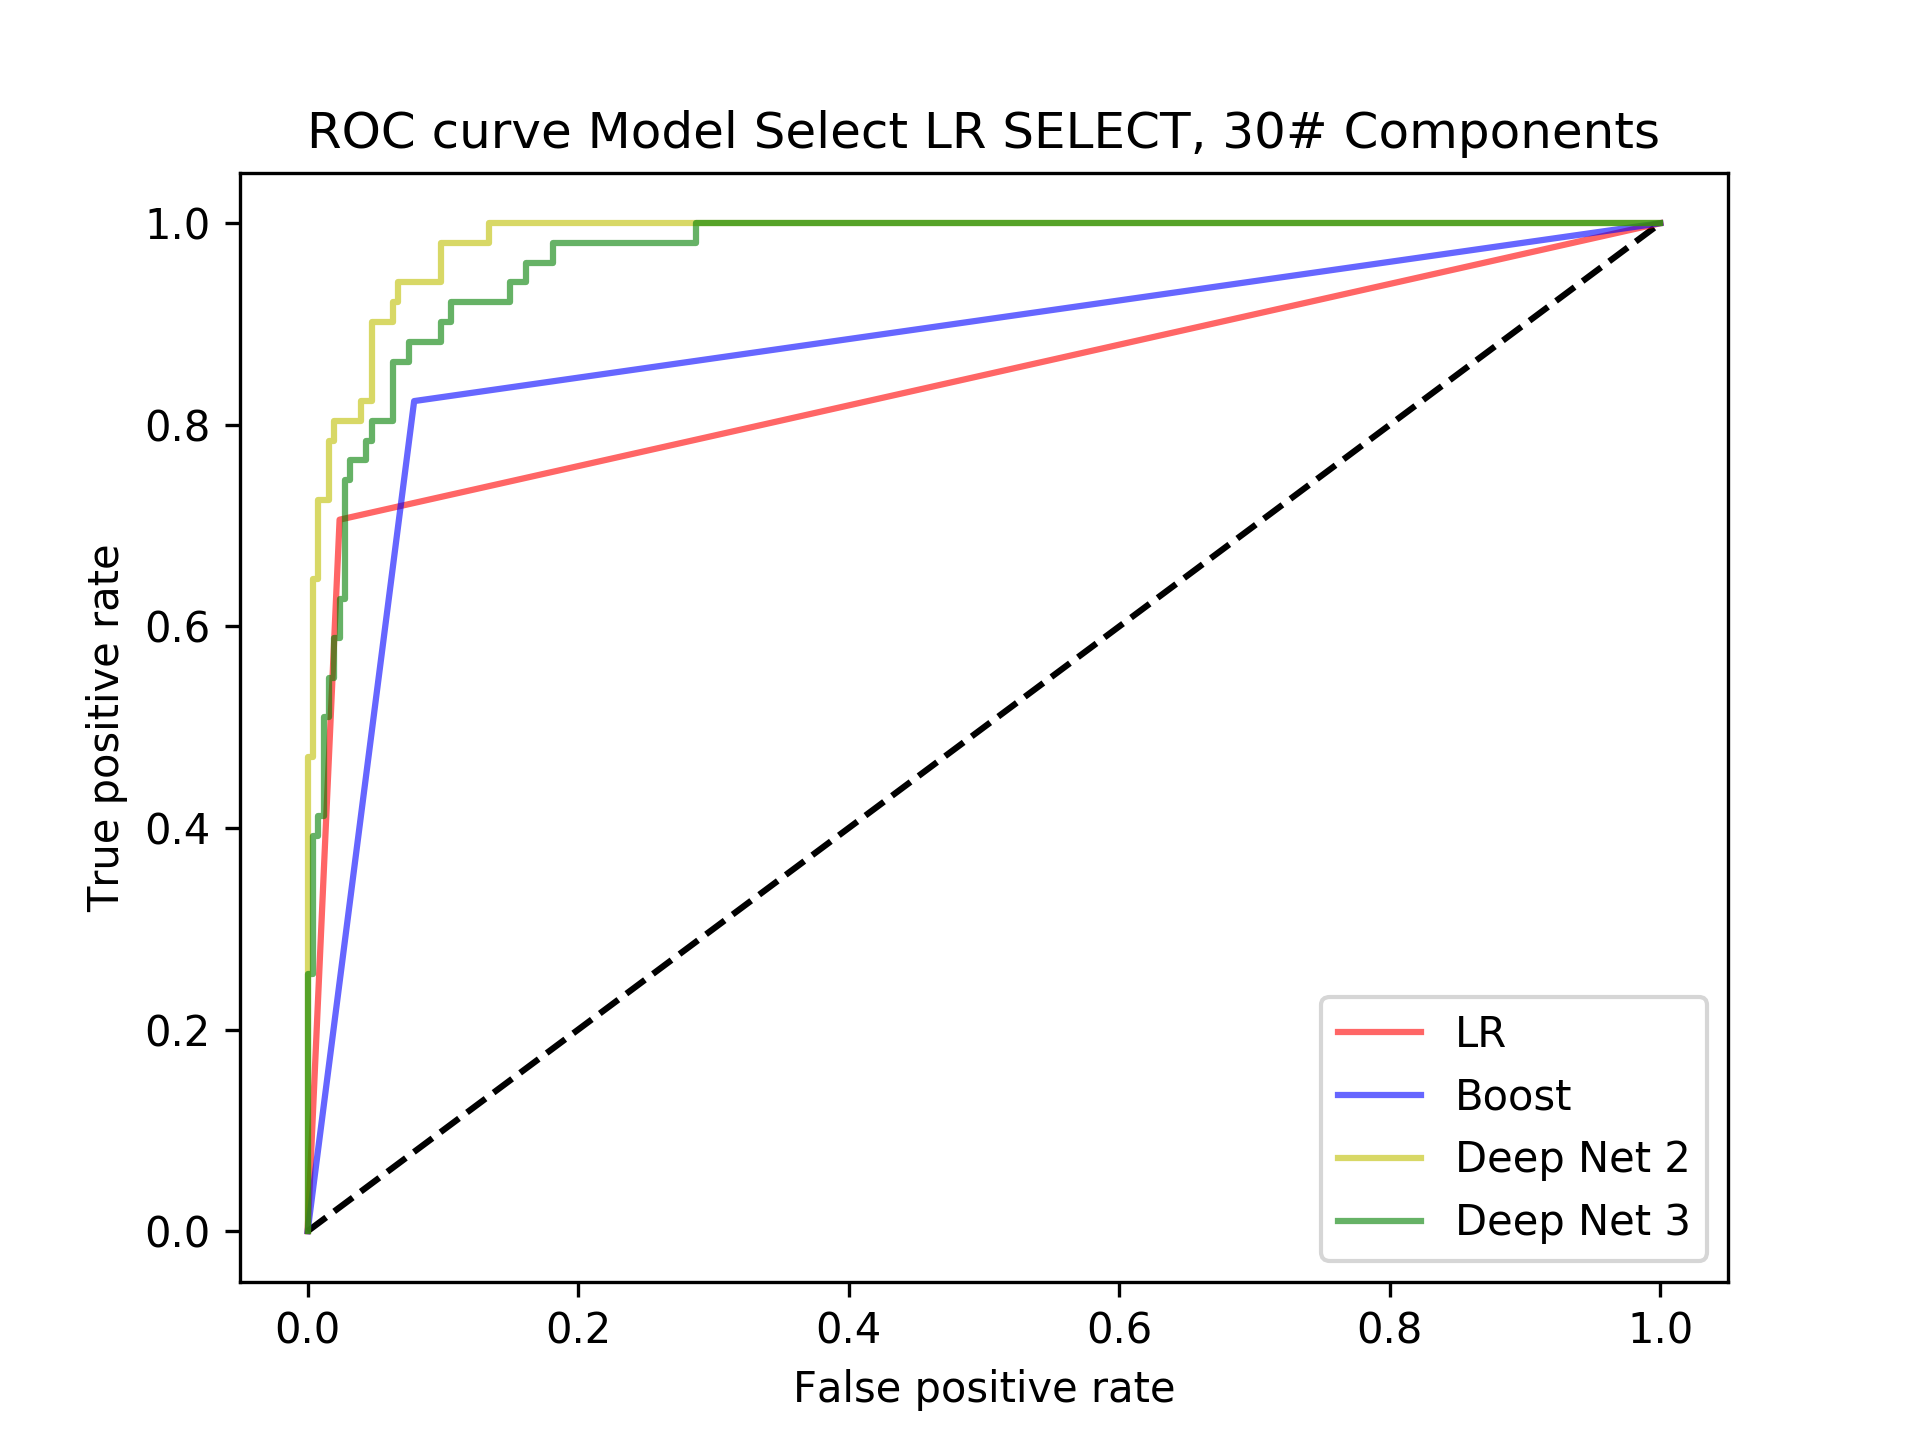 ROC curve Model Select LR SELECT, 30# Components
True positive rate
1.0
0.8
0.6
0.4
0.2
0.0
0.0 0.2 0.4 0.6 0.8 1.0
False positive rate
LR
Boost
Deep Net 2
Deep Net 3